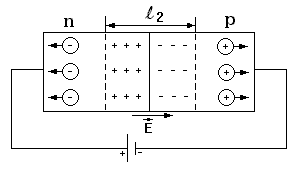 n ℓ₂ p
- + + + - - - +
- + + + - - - +
- + + + - - - +
E⃗
+ -